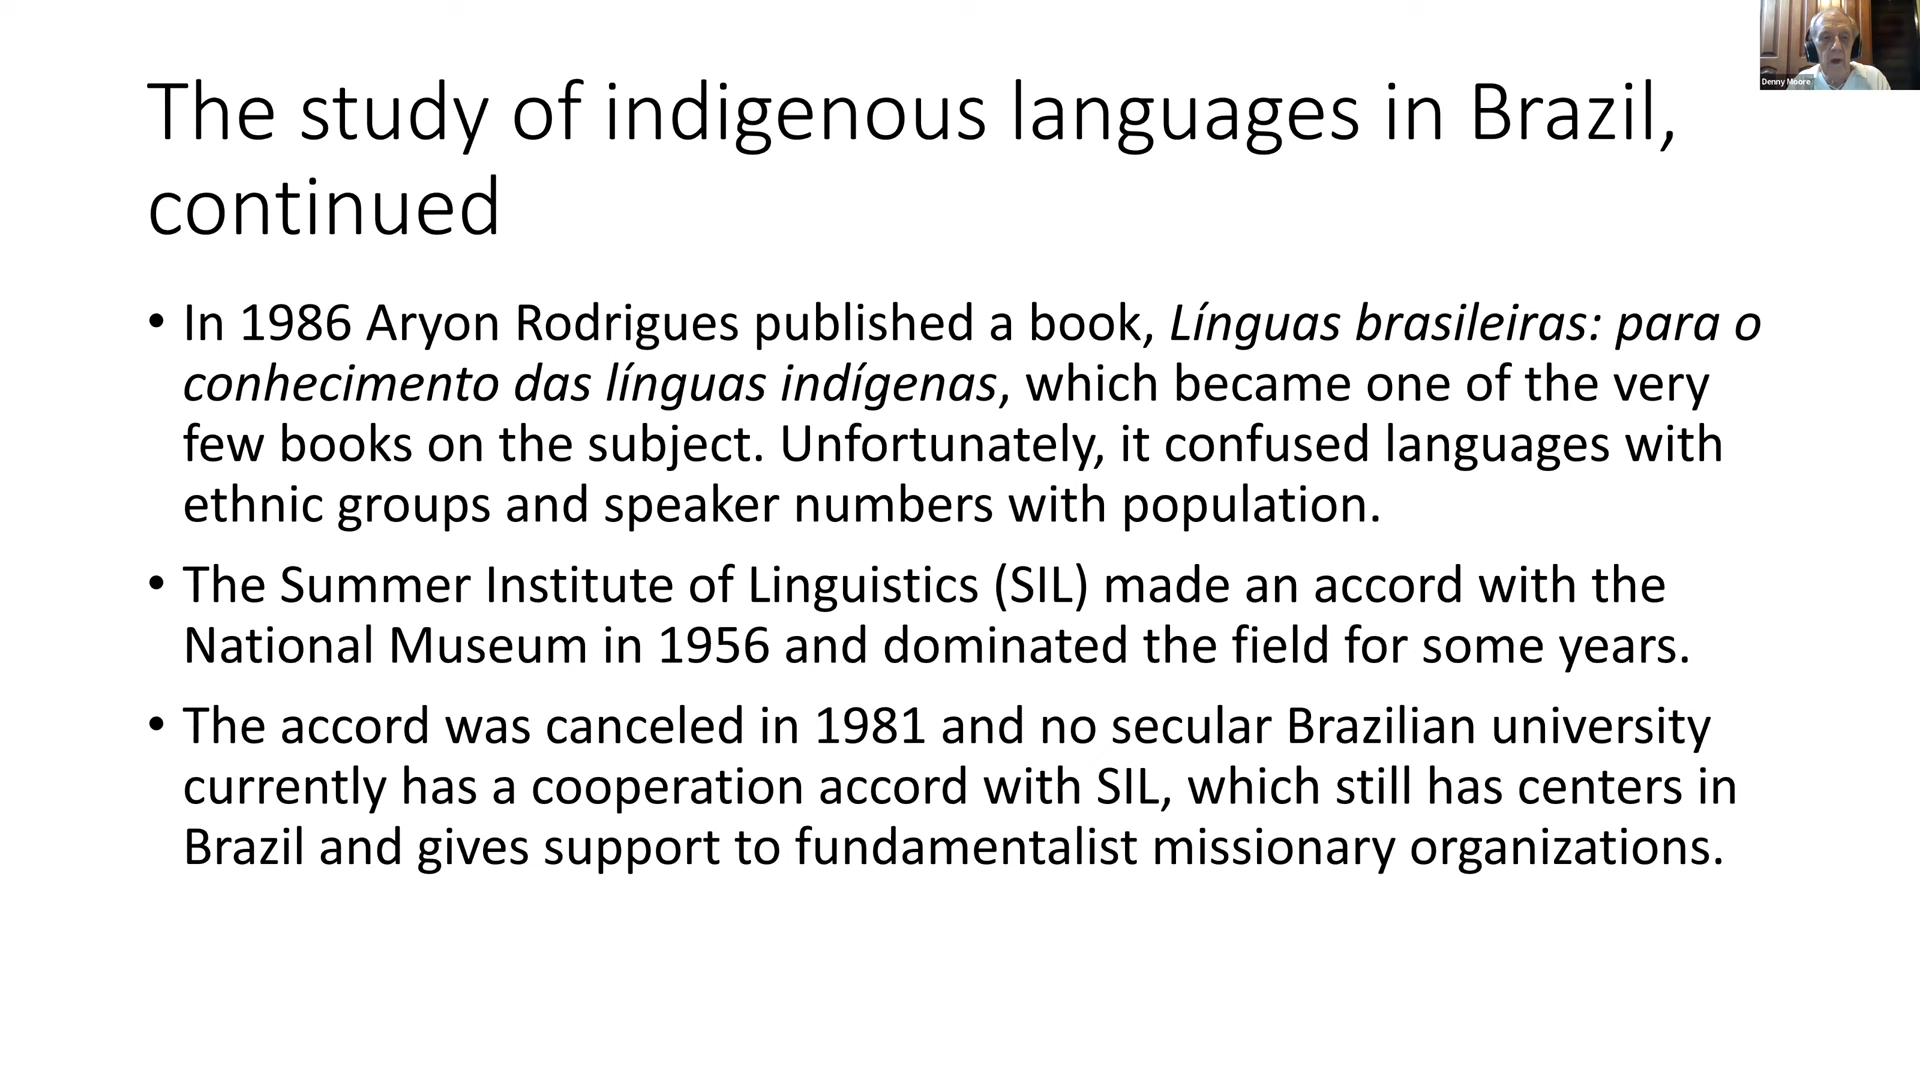 The study of indigenous languages in Brazil,
continued
• In 1986 Aryon Rodrigues published a book, Línguas brasileiras: para o
conhecimento das línguas indígenas, which became one of the very
few books on the subject. Unfortunately, it confused languages with
ethnic groups and speaker numbers with population.
• The Summer Institute of Linguistics (SIL) made an accord with the
National Museum in 1956 and dominated the field for some years.
• The accord was canceled in 1981 and no secular Brazilian university
currently has a cooperation accord with SIL, which still has centers in
Brazil and gives support to fundamentalist missionary organizations.
Denny Moore